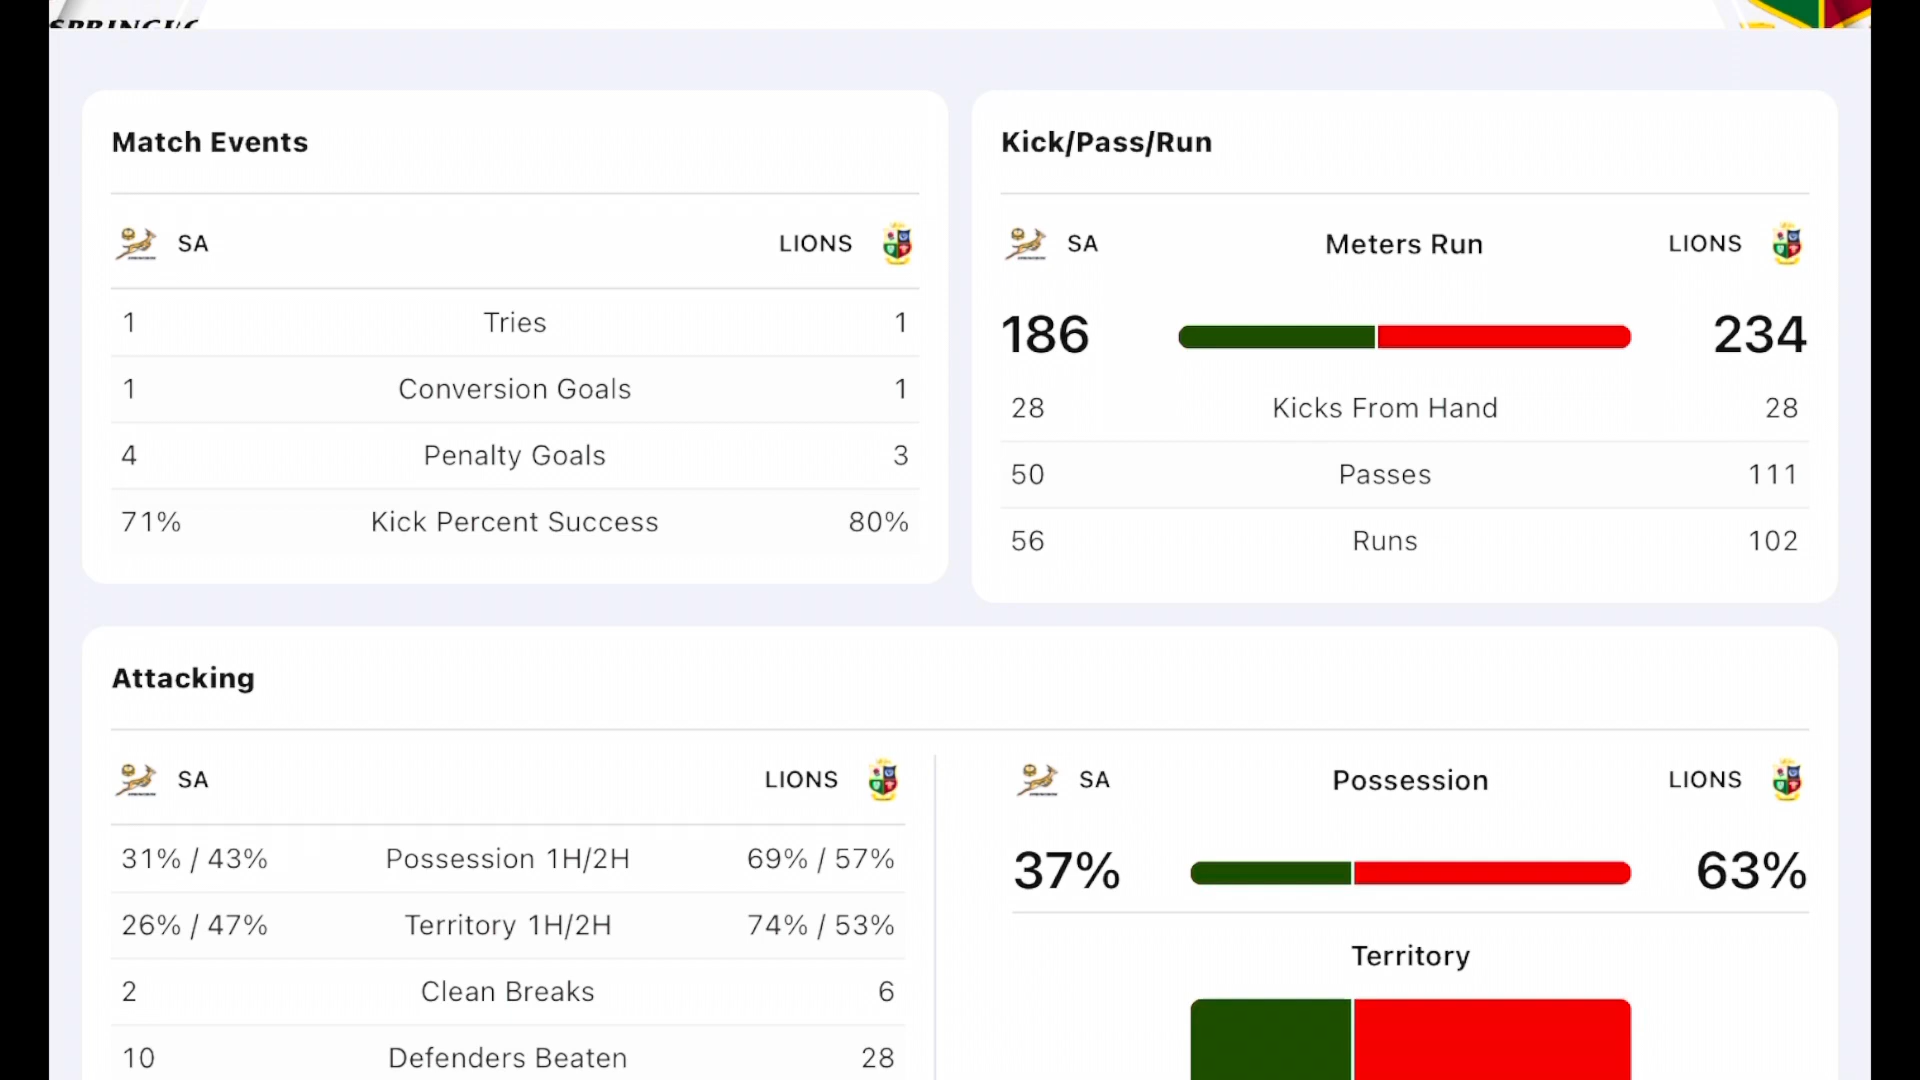 Match Events
SA LIONS
1 Tries 1
1 Conversion Goals 1
4 Penalty Goals 3
71% Kick Percent Success 80%
Kick/Pass/Run
SA Meters Run LIONS
186 234
28 Kicks From Hand 28
50 Passes 111
56 Runs 102
Attacking
SA LIONS
31% / 43% Possession 1H/2H 69% / 57%
26% / 47% Territory 1H/2H 74% / 53%
2 Clean Breaks 6
10 Defenders Beaten 28
SA Possession LIONS
37% 63%
Territory